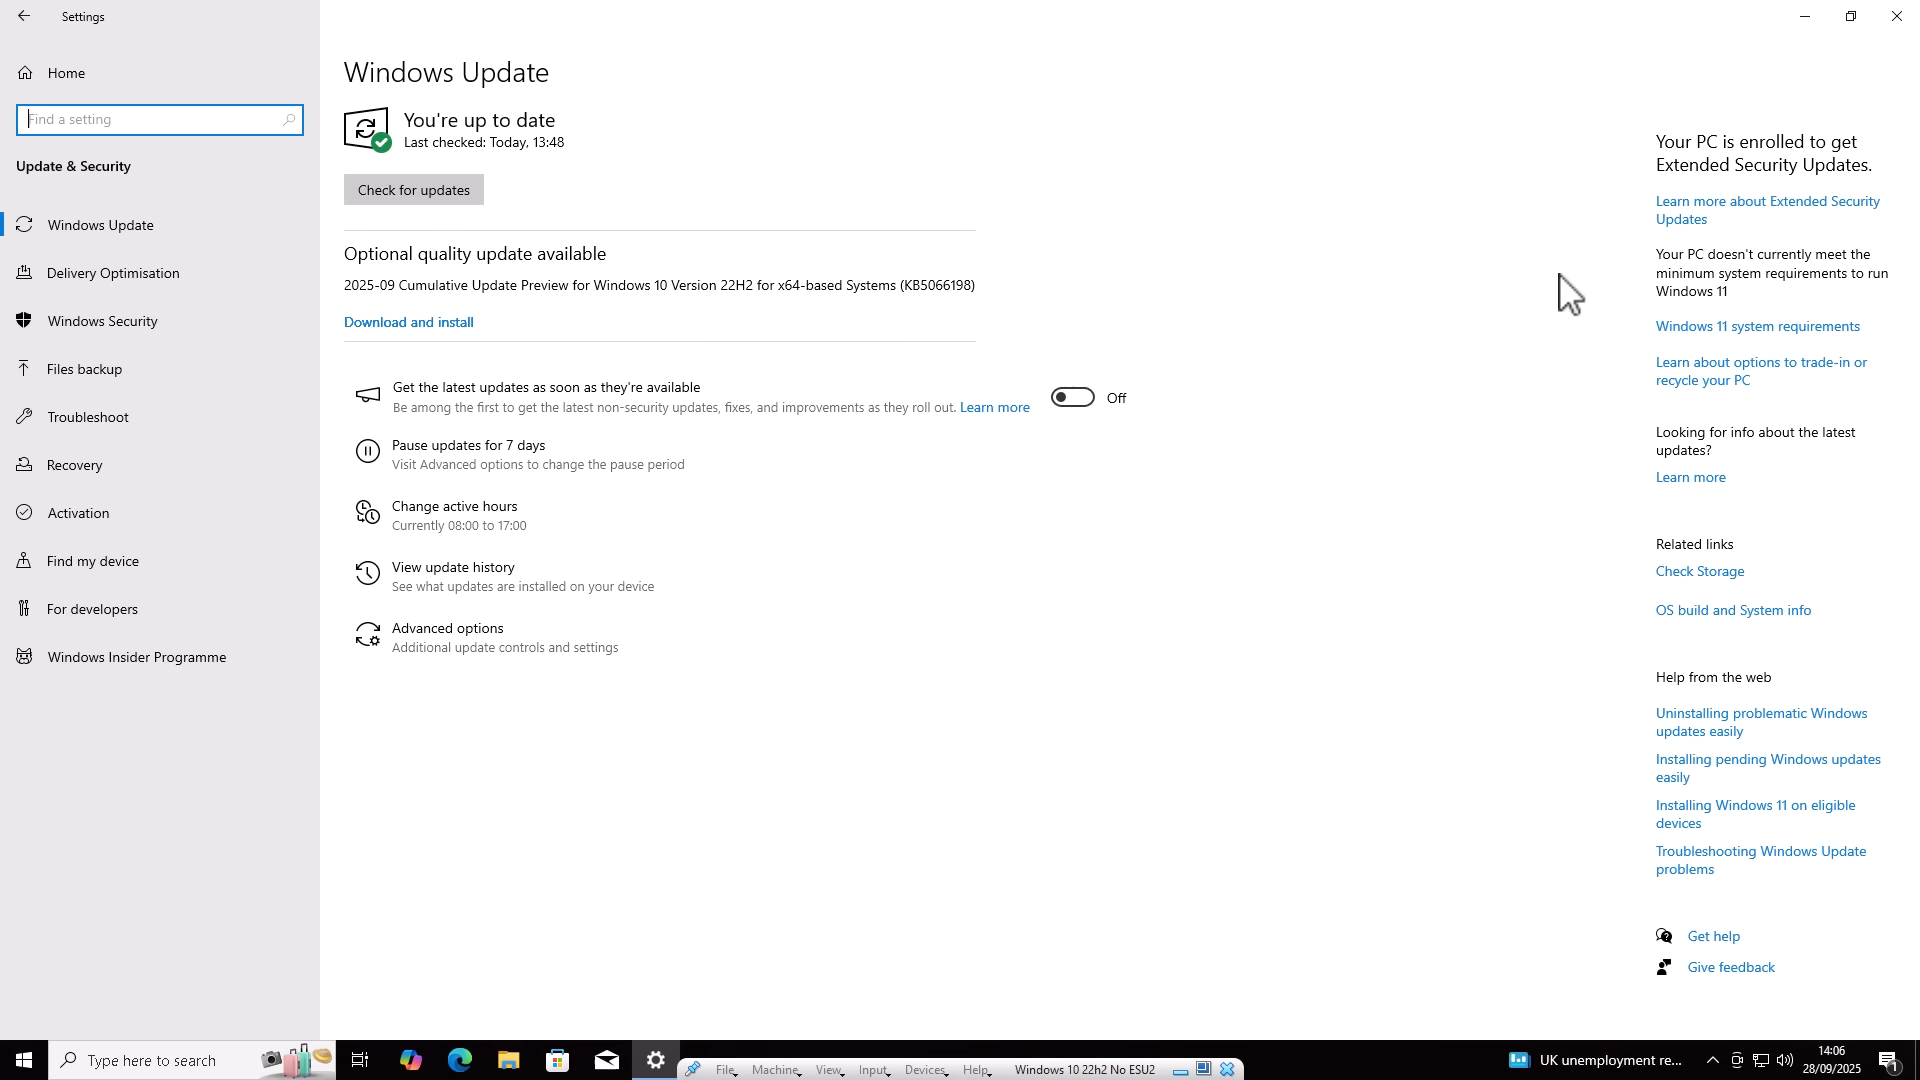 Settings
Home
Find a setting
Update & Security
Windows Update
Delivery Optimisation
Windows Security
Files backup
Troubleshoot
Recovery
Activation
Find my device
For developers
Windows Insider Programme
Windows Update
You're up to date
Last checked: Today, 13:48
Check for updates
Optional quality update available
2025-09 Cumulative Update Preview for Windows 10 Version 22H2 for x64-based Systems (KB5066198)
Download and install
Get the latest updates as soon as they're available
Be among the first to get the latest non-security updates, fixes, and improvements as they roll out. Learn more
Off
Pause updates for 7 days
Visit Advanced options to change the pause period
Change active hours
Currently 08:00 to 17:00
View update history
See what updates are installed on your device
Advanced options
Additional update controls and settings
Your PC is enrolled to get
Extended Security Updates.
Learn more about Extended Security
Updates
Your PC doesn't currently meet the
minimum system requirements to run
Windows 11
Windows 11 system requirements
Learn about options to trade-in or
recycle your PC
Looking for info about the latest
updates?
Learn more
Related links
Check Storage
OS build and System info
Help from the web
Uninstalling problematic Windows
updates easily
Installing pending Windows updates
easily
Installing Windows 11 on eligible
devices
Troubleshooting Windows Update
problems
Get help
Give feedback
Type here to search
File Machine View Input Devices Help Windows 10 22h2 No ESU2
UK unemployment re...
14:06
28/09/2025
1